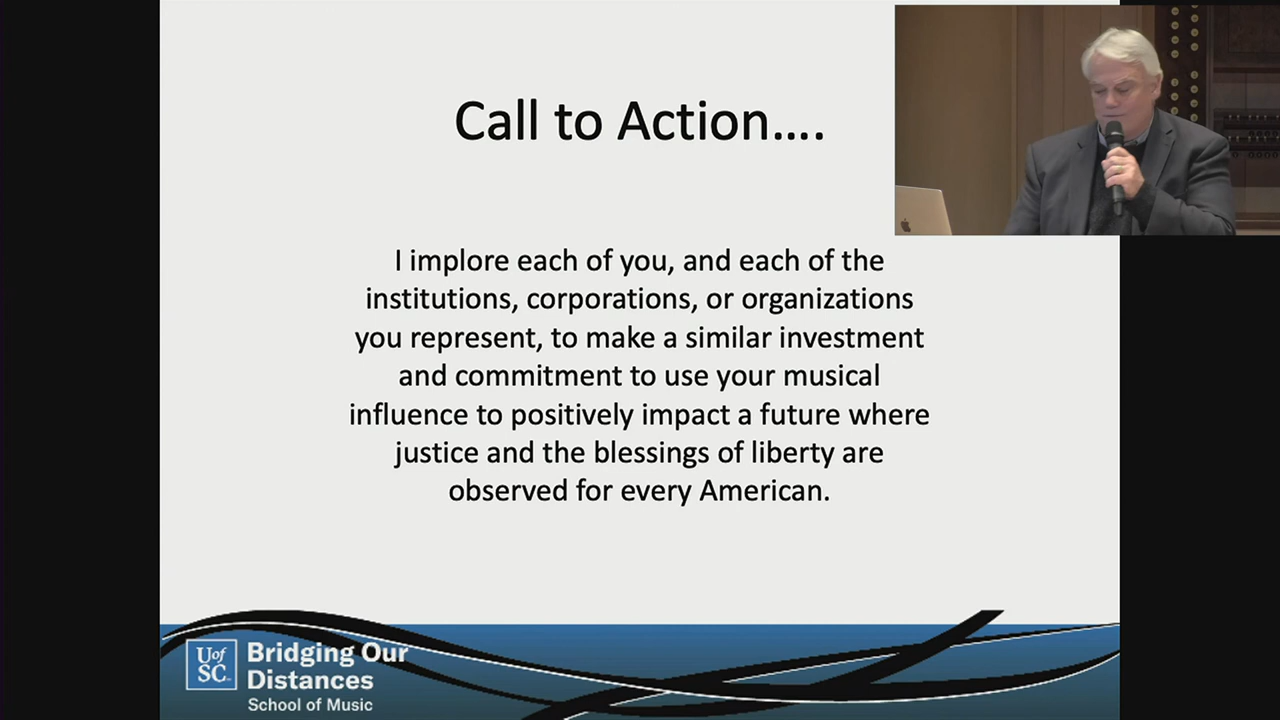 Call to Action....
I implore each of you, and each of the
institutions, corporations, or organizations
you represent, to make a similar investment
and commitment to use your musical
influence to positively impact a future where
justice and the blessings of liberty are
observed for every American.
UofSC
Bridging Our
Distances
School of Music